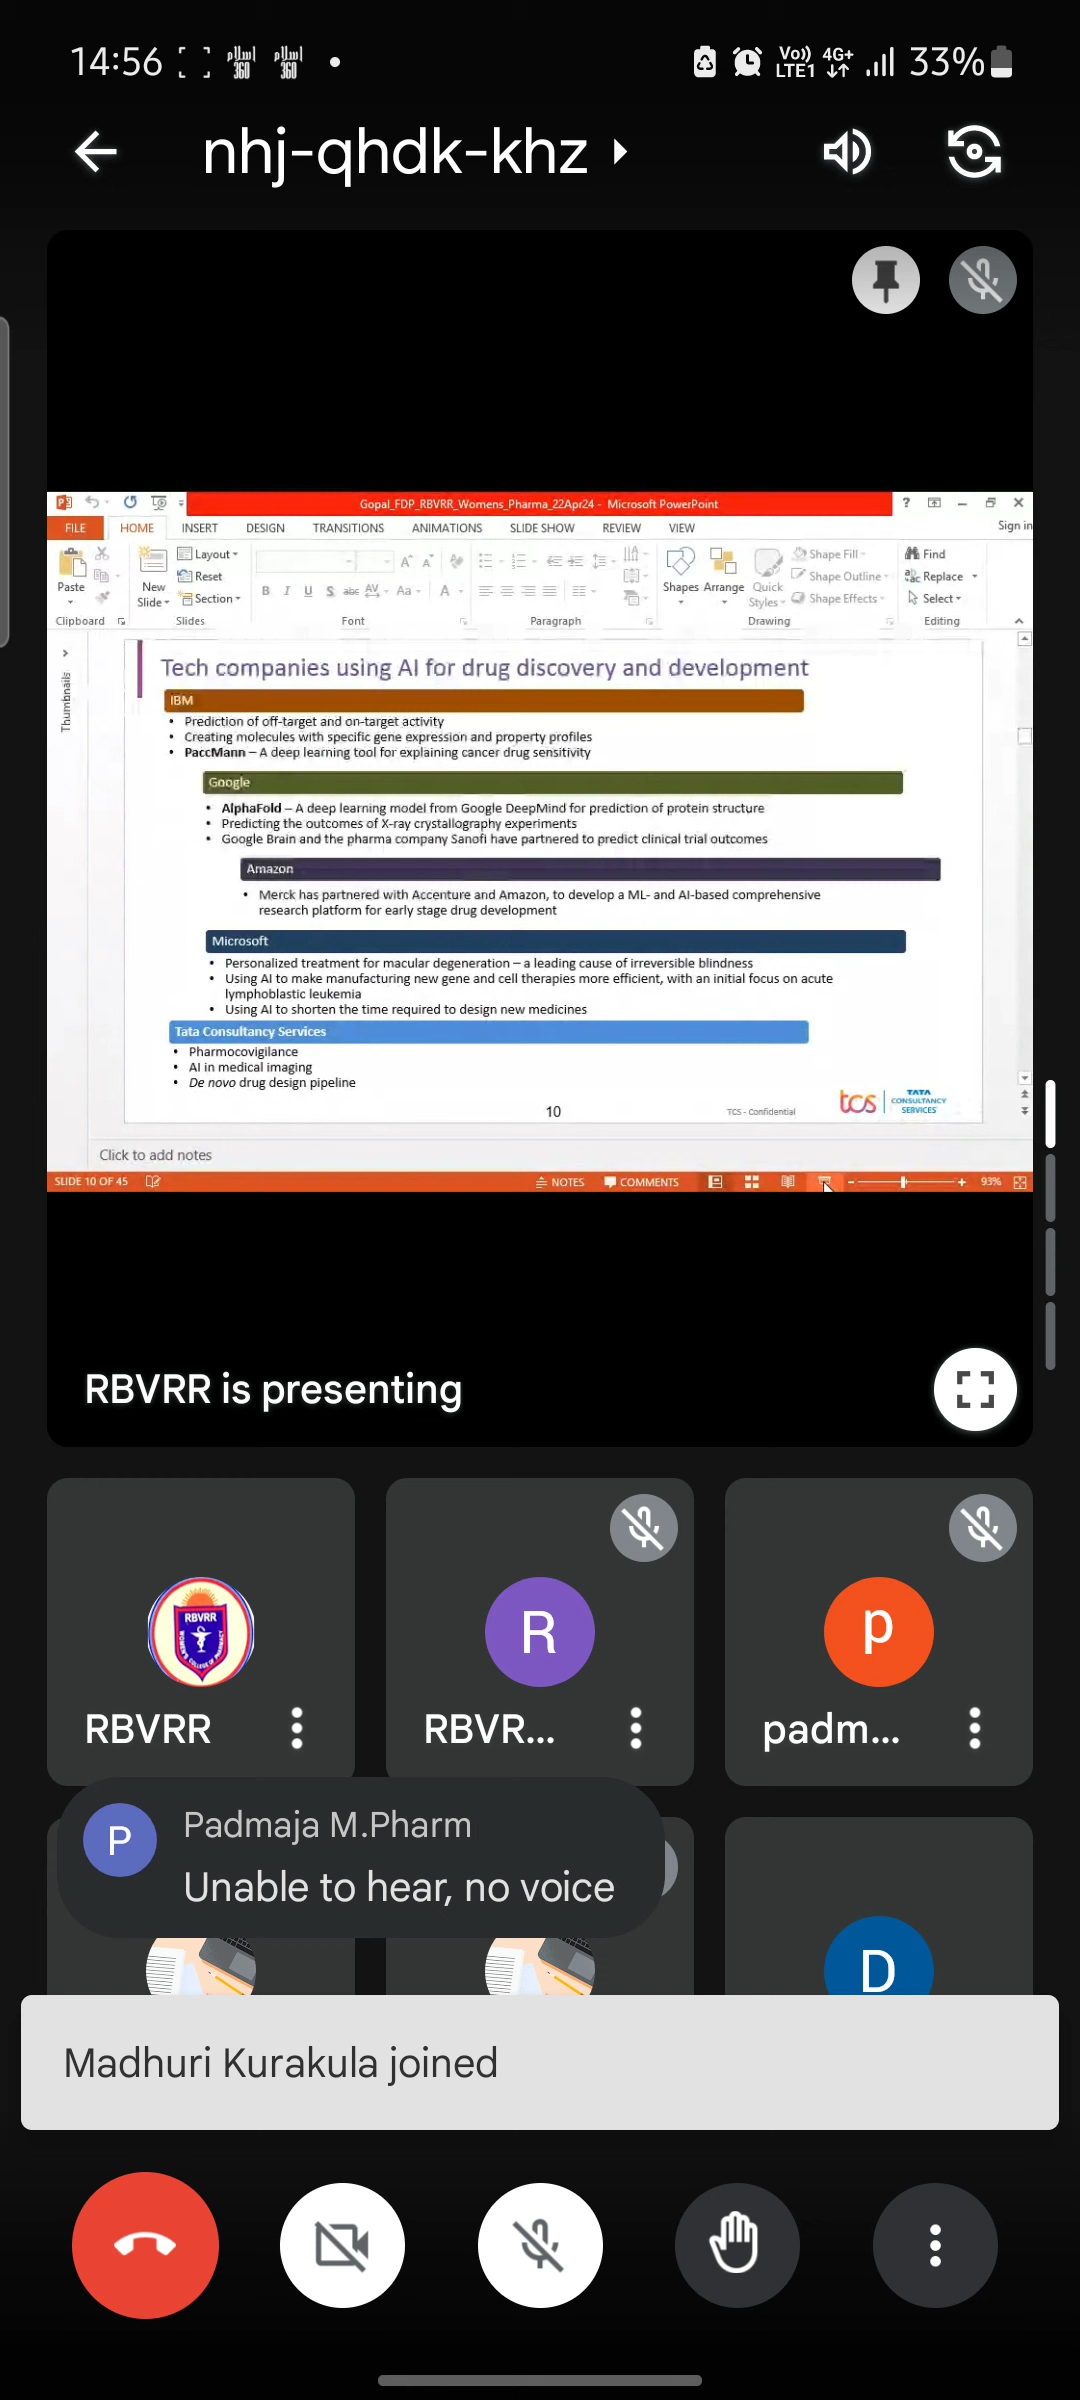 14:56
Vo)) LTE1
4G+
33%
nhj-qhdk-khz
Gopal_FDP_RBVRR_Womens_Pharma_22Apr24 - Microsoft PowerPoint
FILE HOME INSERT DESIGN TRANSITIONS ANIMATIONS SLIDE SHOW REVIEW VIEW Sign in
Layout
Shape Fill
Find
Reset
Shape Outline
Replace
Paste New Slide Section
Shapes Arrange Quick Styles
Shape Effects
Select
Clipboard Slides Font Paragraph Drawing Editing
Thumbnails
Tech companies using AI for drug discovery and development
IBM
• Prediction of off-target and on-target activity
• Creating molecules with specific gene expression and property profiles
• PaccMann – A deep learning tool for explaining cancer drug sensitivity
Google
• AlphaFold – A deep learning model from Google DeepMind for prediction of protein structure
• Predicting the outcomes of X-ray crystallography experiments
• Google Brain and the pharma company Sanofi have partnered to predict clinical trial outcomes
Amazon
• Merck has partnered with Accenture and Amazon, to develop a ML- and AI-based comprehensive
research platform for early stage drug development
Microsoft
• Personalized treatment for macular degeneration – a leading cause of irreversible blindness
• Using AI to make manufacturing new gene and cell therapies more efficient, with an initial focus on acute
lymphoblastic leukemia
• Using AI to shorten the time required to design new medicines
Tata Consultancy Services
• Pharmocovigilance
• AI in medical imaging
• De novo drug design pipeline
10
TCS - Confidential
tcs
TATA
CONSULTANCY
SERVICES
Click to add notes
SLIDE 10 OF 45
NOTES COMMENTS 93%
RBVRR is presenting
RBVRR
R
p
RBVRR
RBVR...
padm...
P
Padmaja M.Pharm
Unable to hear, no voice
D
Madhuri Kurakula joined